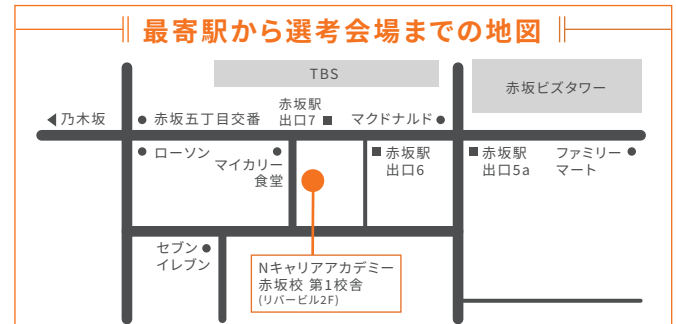 最寄駅から選考会場までの地図
TBS
赤坂ビズタワー
乃木坂
赤坂五丁目交番
赤坂駅
出口7
マクドナルド
ローソン
マイカリー
食堂
赤坂駅
出口6
赤坂駅
出口5a
ファミリー
マート
セブン
イレブン
Nキャリアアカデミー
赤坂校 第1校舎
(リバービル2F)